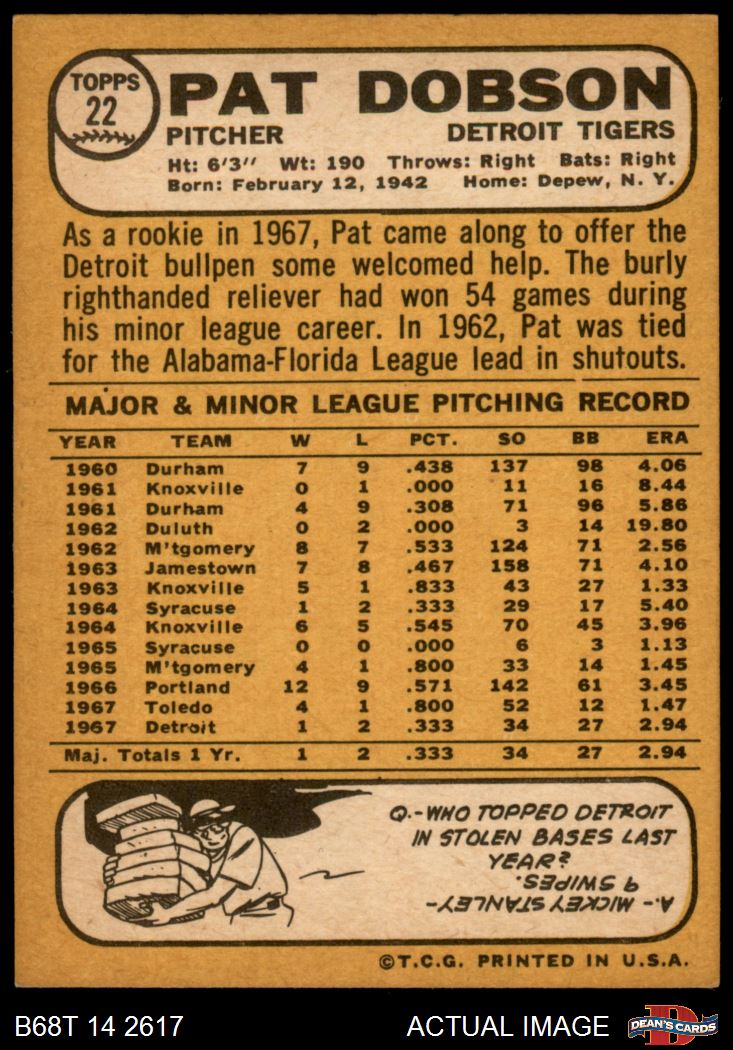 TOPPS
22
PAT DOBSON
PITCHER DETROIT TIGERS
Ht: 6'3" Wt: 190 Throws: Right Bats: Right
Born: February 12, 1942 Home: Depew, N. Y.
As a rookie in 1967, Pat came along to offer the
Detroit bullpen some welcomed help. The burly
righthanded reliever had won 54 games during
his minor league career. In 1962, Pat was tied
for the Alabama-Florida League lead in shutouts.
MAJOR & MINOR LEAGUE PITCHING RECORD
YEAR TEAM W L PCT. SO BB ERA
1960 Durham 7 9 .438 137 98 4.06
1961 Knoxville 0 1 .000 11 16 8.44
1961 Durham 4 9 .308 71 96 5.86
1962 Duluth 0 2 .000 3 14 19.80
1962 M'tgomery 8 7 .533 124 71 2.56
1963 Jamestown 7 8 .467 158 71 4.10
1963 Knoxville 5 1 .833 43 27 1.33
1964 Syracuse 1 2 .333 29 17 5.40
1964 Knoxville 6 5 .545 70 45 3.96
1965 Syracuse 0 0 .000 6 3 1.13
1965 M'tgomery 4 1 .800 33 14 1.45
1966 Portland 12 9 .571 142 61 3.45
1967 Toledo 4 1 .800 52 12 1.47
1967 Detroit 1 2 .333 34 27 2.94
Maj. Totals 1 Yr. 1 2 .333 34 27 2.94
Q.-WHO TOPPED DETROIT
IN STOLEN BASES LAST
YEAR?
A.-MICKEY STANLEY-
9 SWIPES.
©T.C.G. PRINTED IN U.S.A.
B68T 14 2617 ACTUAL IMAGE D DEAN'S CARDS